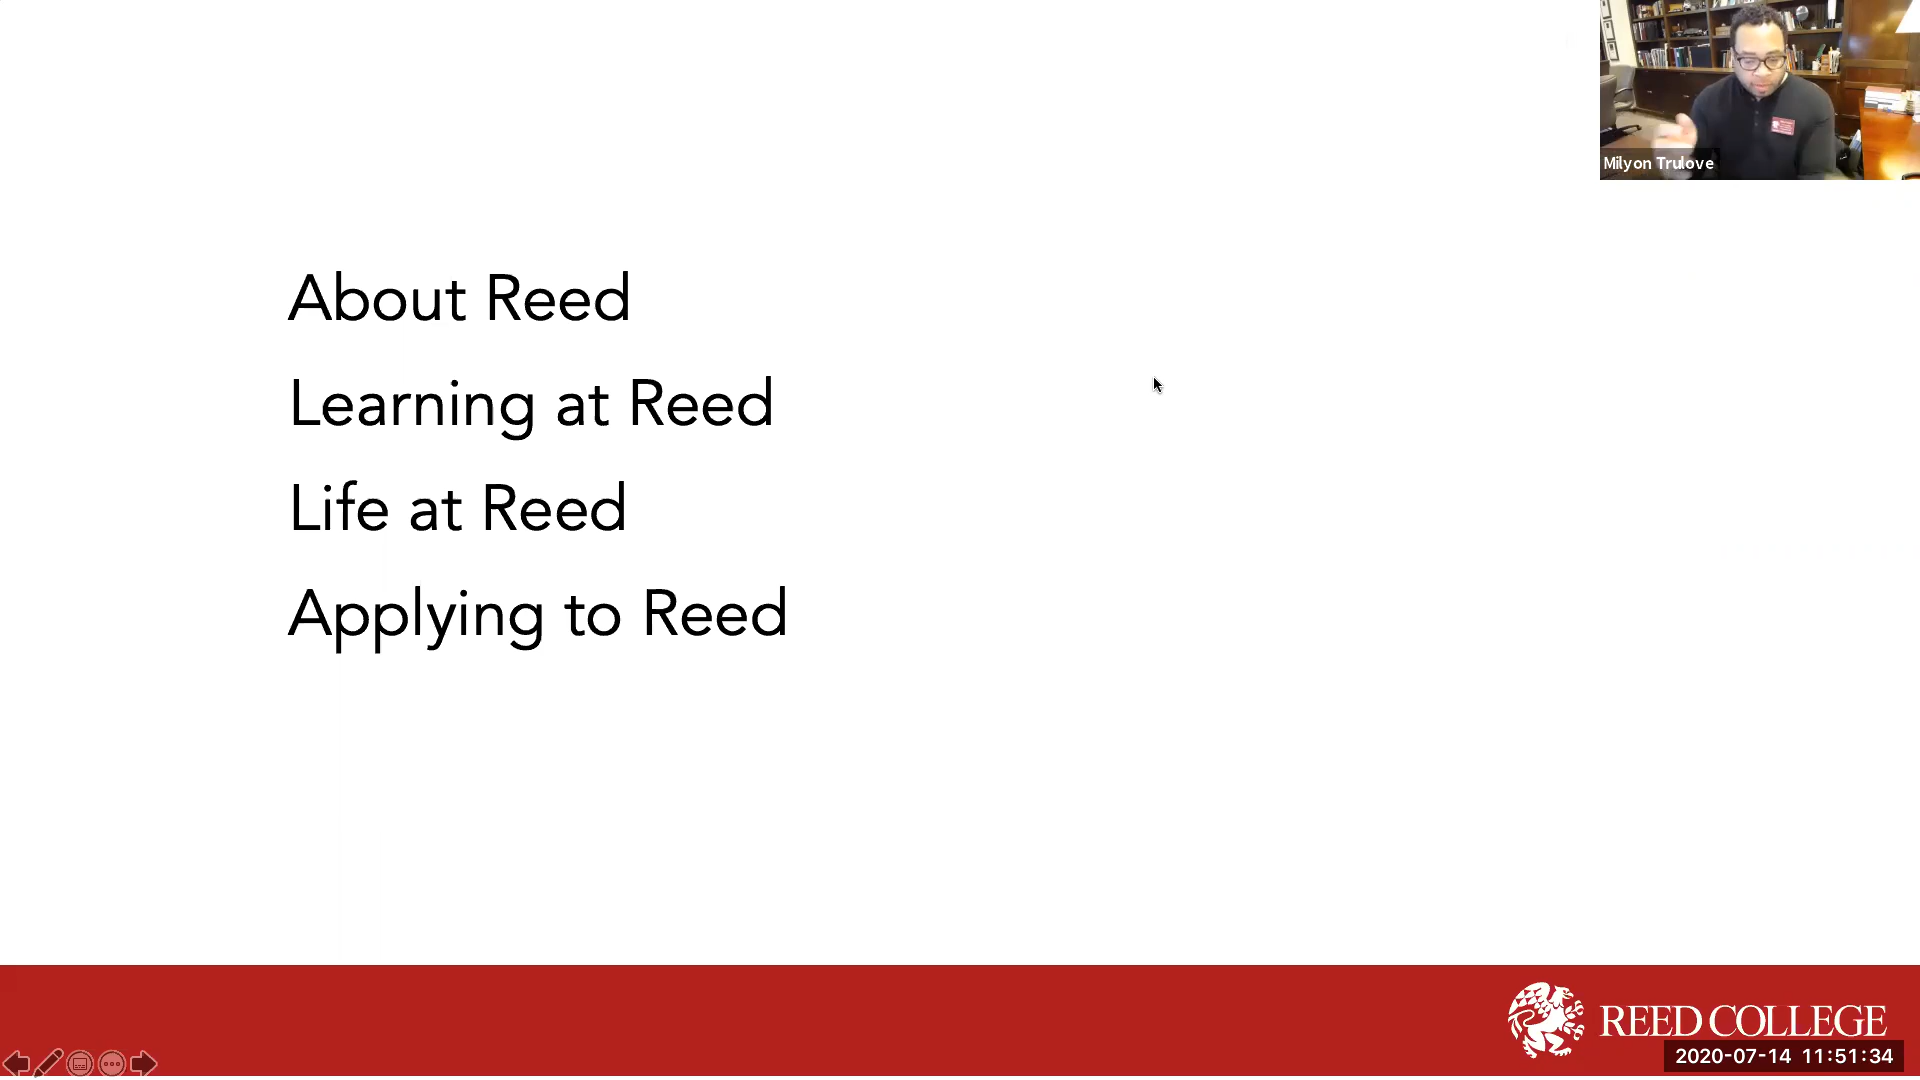 Milyon Trulove
About Reed
Learning at Reed
Life at Reed
Applying to Reed
REED COLLEGE
2020-07-14 11:51:34